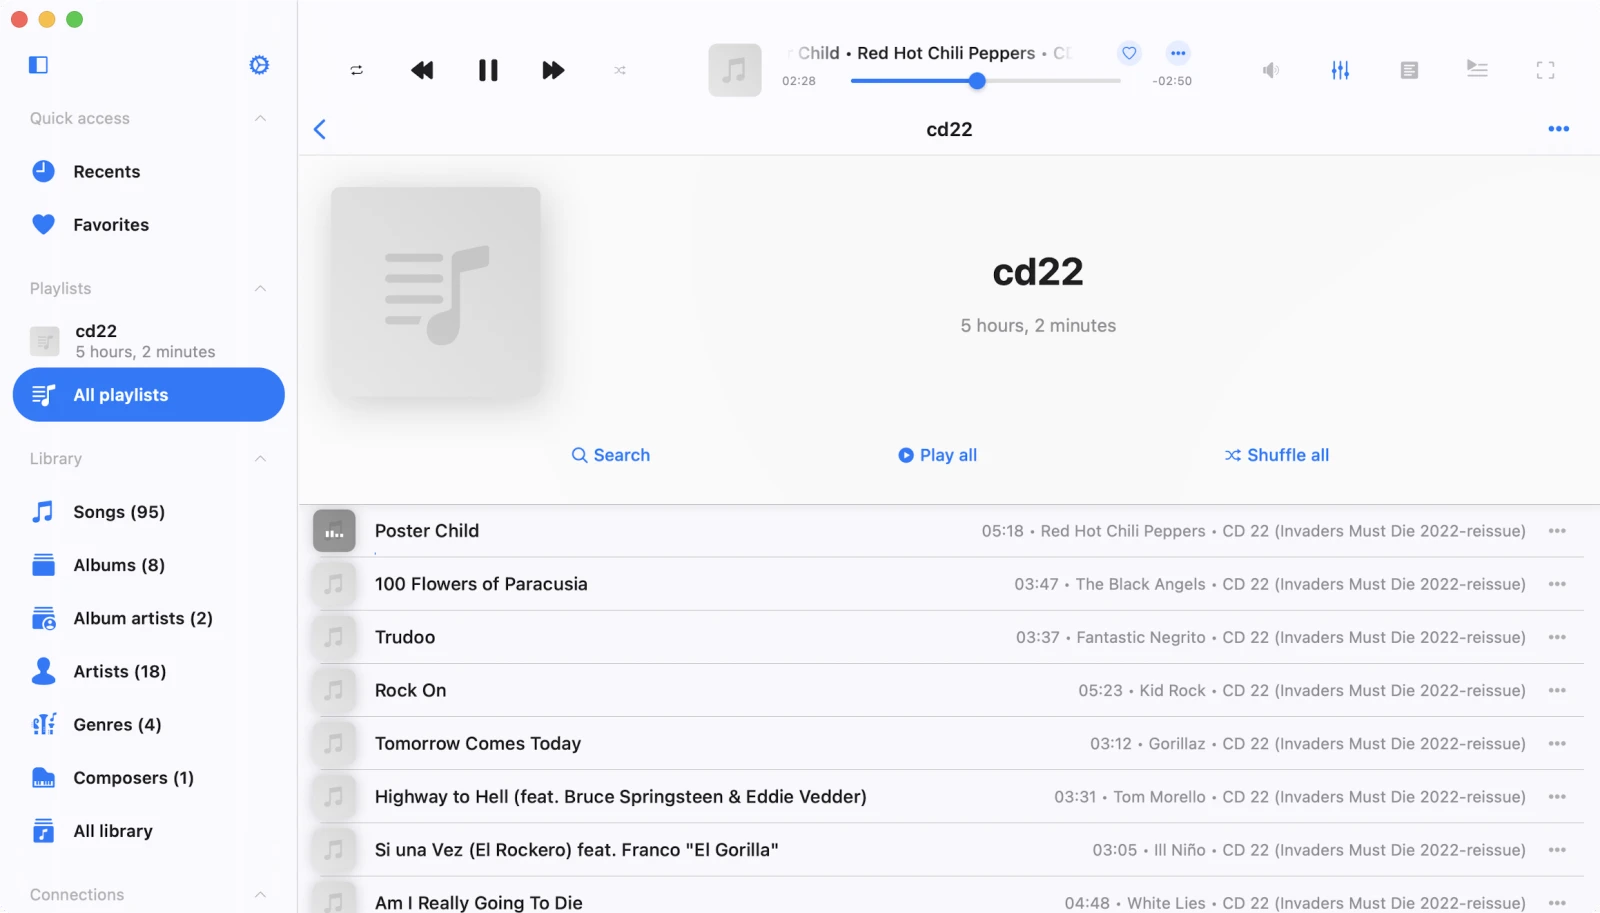 Child • Red Hot Chili Peppers • CD
02:28
-02:50
Quick access
cd22
Recents
Favorites
Playlists
cd22
5 hours, 2 minutes
All playlists
cd22
5 hours, 2 minutes
Search
Play all
Shuffle all
Library
Songs (95)
Albums (8)
Album artists (2)
Artists (18)
Genres (4)
Composers (1)
All library
Connections
Poster Child 05:18 • Red Hot Chili Peppers • CD 22 (Invaders Must Die 2022-reissue)
100 Flowers of Paracusia 03:47 • The Black Angels • CD 22 (Invaders Must Die 2022-reissue)
Trudoo 03:37 • Fantastic Negrito • CD 22 (Invaders Must Die 2022-reissue)
Rock On 05:23 • Kid Rock • CD 22 (Invaders Must Die 2022-reissue)
Tomorrow Comes Today 03:12 • Gorillaz • CD 22 (Invaders Must Die 2022-reissue)
Highway to Hell (feat. Bruce Springsteen & Eddie Vedder) 03:31 • Tom Morello • CD 22 (Invaders Must Die 2022-reissue)
Si una Vez (El Rockero) feat. Franco "El Gorilla" 03:05 • Ill Niño • CD 22 (Invaders Must Die 2022-reissue)
Am I Really Going To Die 04:48 • White Lies • CD 22 (Invaders Must Die 2022-reissue)